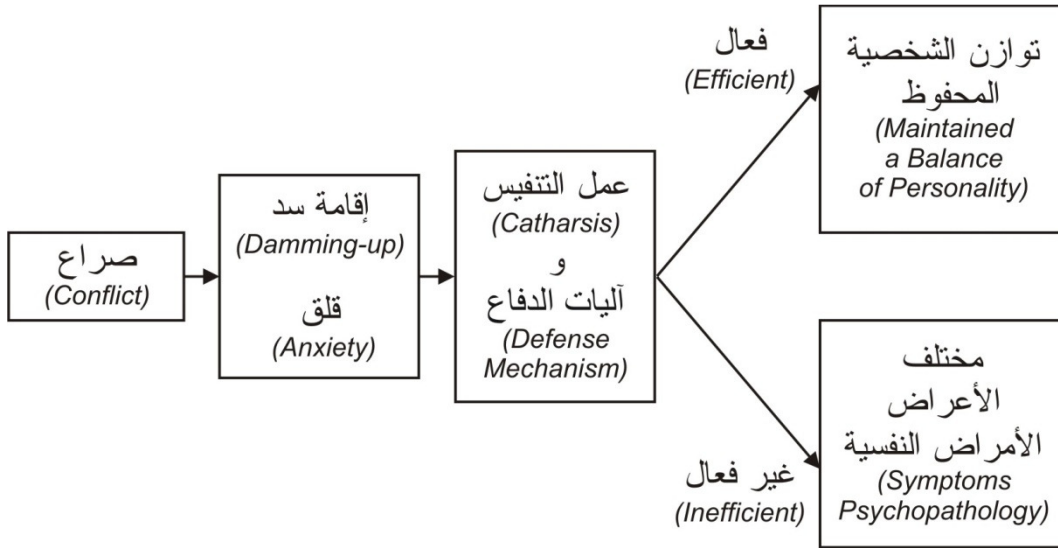 صراع
(Conflict)
إقامة سد
(Damming-up)
قلق
(Anxiety)
عمل التنفيس
(Catharsis)
و
آليات الدفاع
(Defense
Mechanism)
فعال
(Efficient)
توازن الشخصية
المحفوظ
(Maintained
a Balance
of Personality)
غير فعال
(Inefficient)
مختلف
الأعراض
الأمراض النفسية
(Symptoms
Psychopathology)